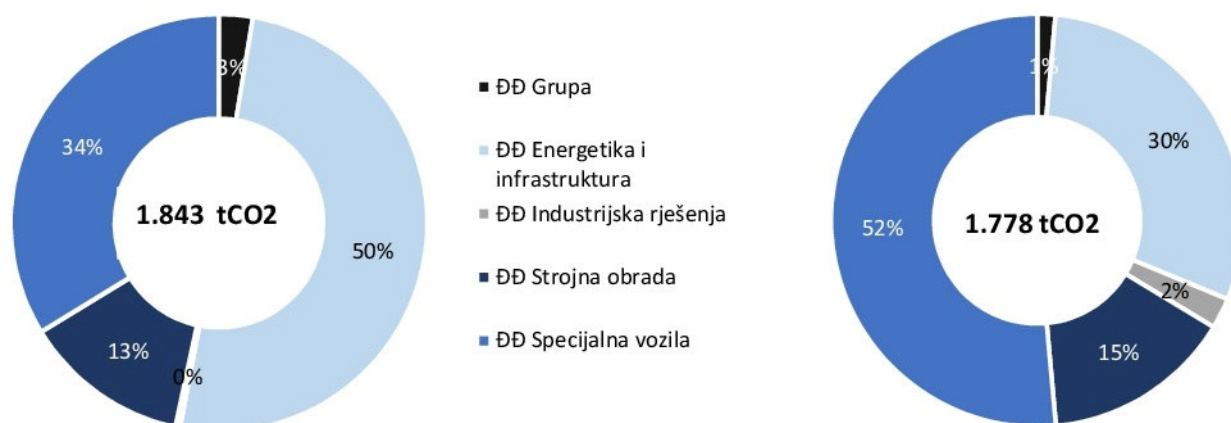 3%
34%
1.843 tCO2
50%
13%
0%
ĐĐ Grupa
ĐĐ Energetika i
infrastruktura
ĐĐ Industrijska rješenja
ĐĐ Strojna obrada
ĐĐ Specijalna vozila
1%
30%
52%
1.778 tCO2
2%
15%